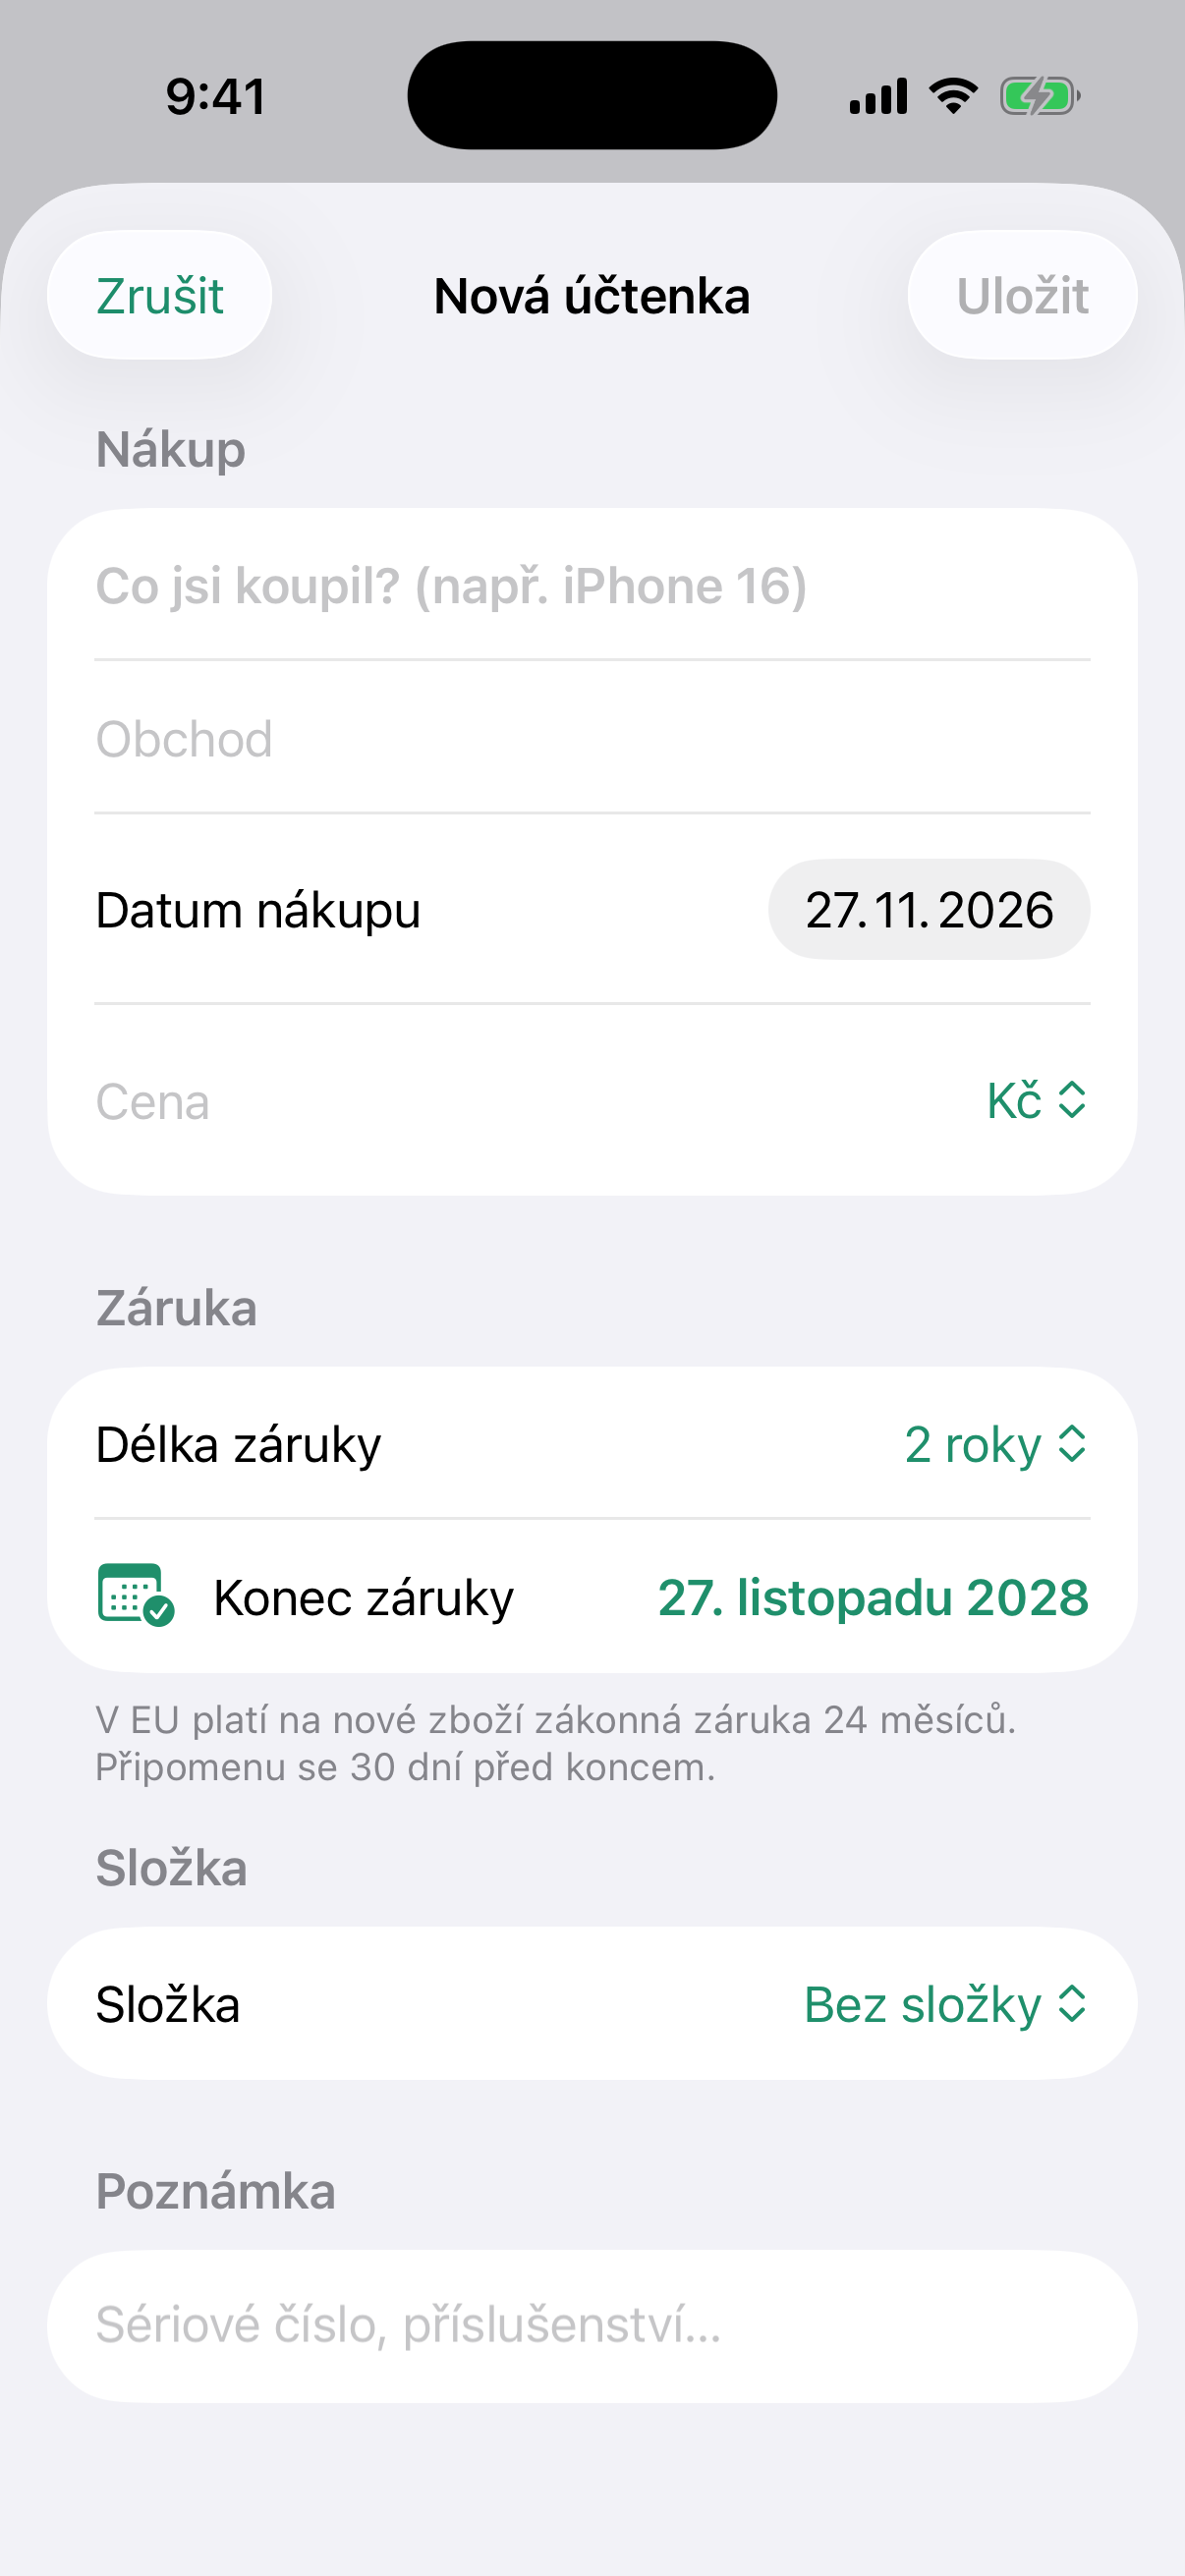 9:41
Zrušit
Nová účtenka
Uložit
Nákup
Co jsi koupil? (např. iPhone 16)
Obchod
Datum nákupu
27. 11. 2026
Cena
Kč
Záruka
Délka záruky
2 roky
Konec záruky
27. listopadu 2028
V EU platí na nové zboží zákonná záruka 24 měsíců.
Připomenu se 30 dní před koncem.
Složka
Složka
Bez složky
Poznámka
Sériové číslo, příslušenství…